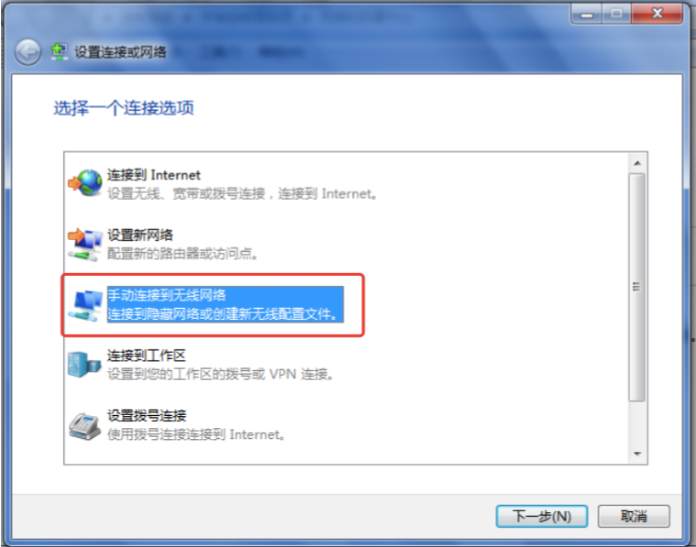 设置连接或网络
选择一个连接选项
连接到 Internet
设置无线、宽带或拨号连接，连接到 Internet。
设置新网络
配置新的路由器或访问点。
手动连接到无线网络
连接到隐藏网络或创建新无线配置文件。
连接到工作区
设置到您的工作区的拨号或 VPN 连接。
设置拨号连接
使用拨号连接连接到 Internet。
下一步(N)
取消